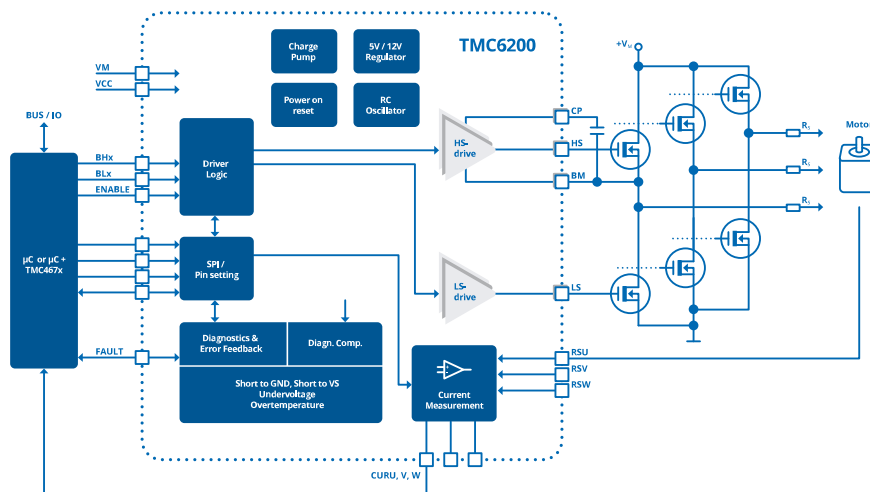 TMC6200
Charge
Pump
5V / 12V
Regulator
+V
M
VM
VCC
Power on
reset
RC
Oscillator
BUS / IO
CP
HS
BM
Motor
Driver
Logic
HS-
drive
BHx
BLx
ENABLE
µC or µC +
TMC467x
SPI /
Pin setting
LS-
drive
LS
FAULT
Diagnostics &
Error Feedback
Diagn. Comp.
Short to GND, Short to VS
Undervoltage
Overtemperature
Current
Measurement
RSU
RSV
RSW
CURU, V, W